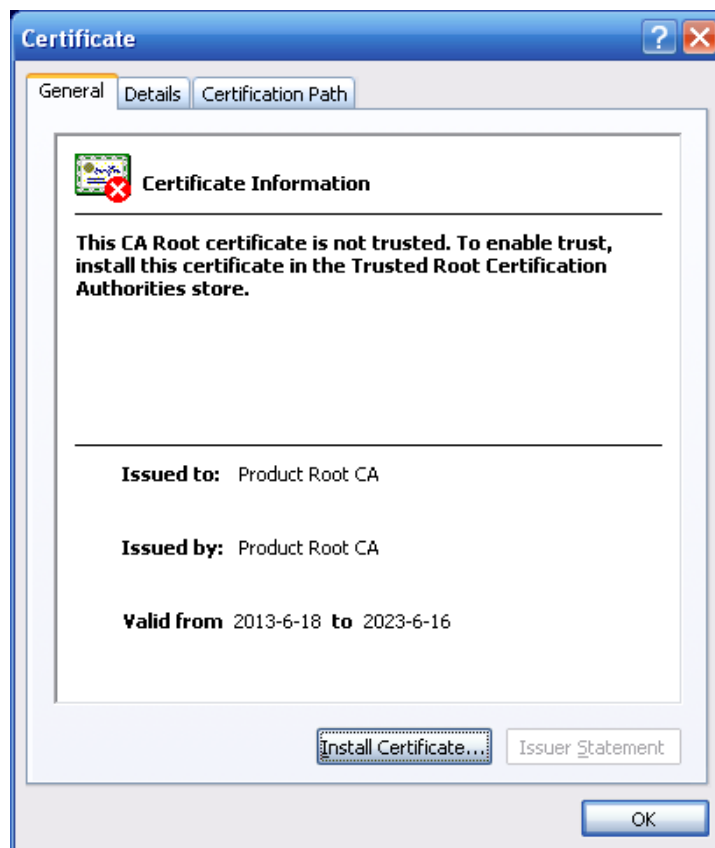 Certificate
General Details Certification Path
Certificate Information
This CA Root certificate is not trusted. To enable trust,
install this certificate in the Trusted Root Certification
Authorities store.
Issued to: Product Root CA
Issued by: Product Root CA
Valid from 2013-6-18 to 2023-6-16
Install Certificate... Issuer Statement
OK